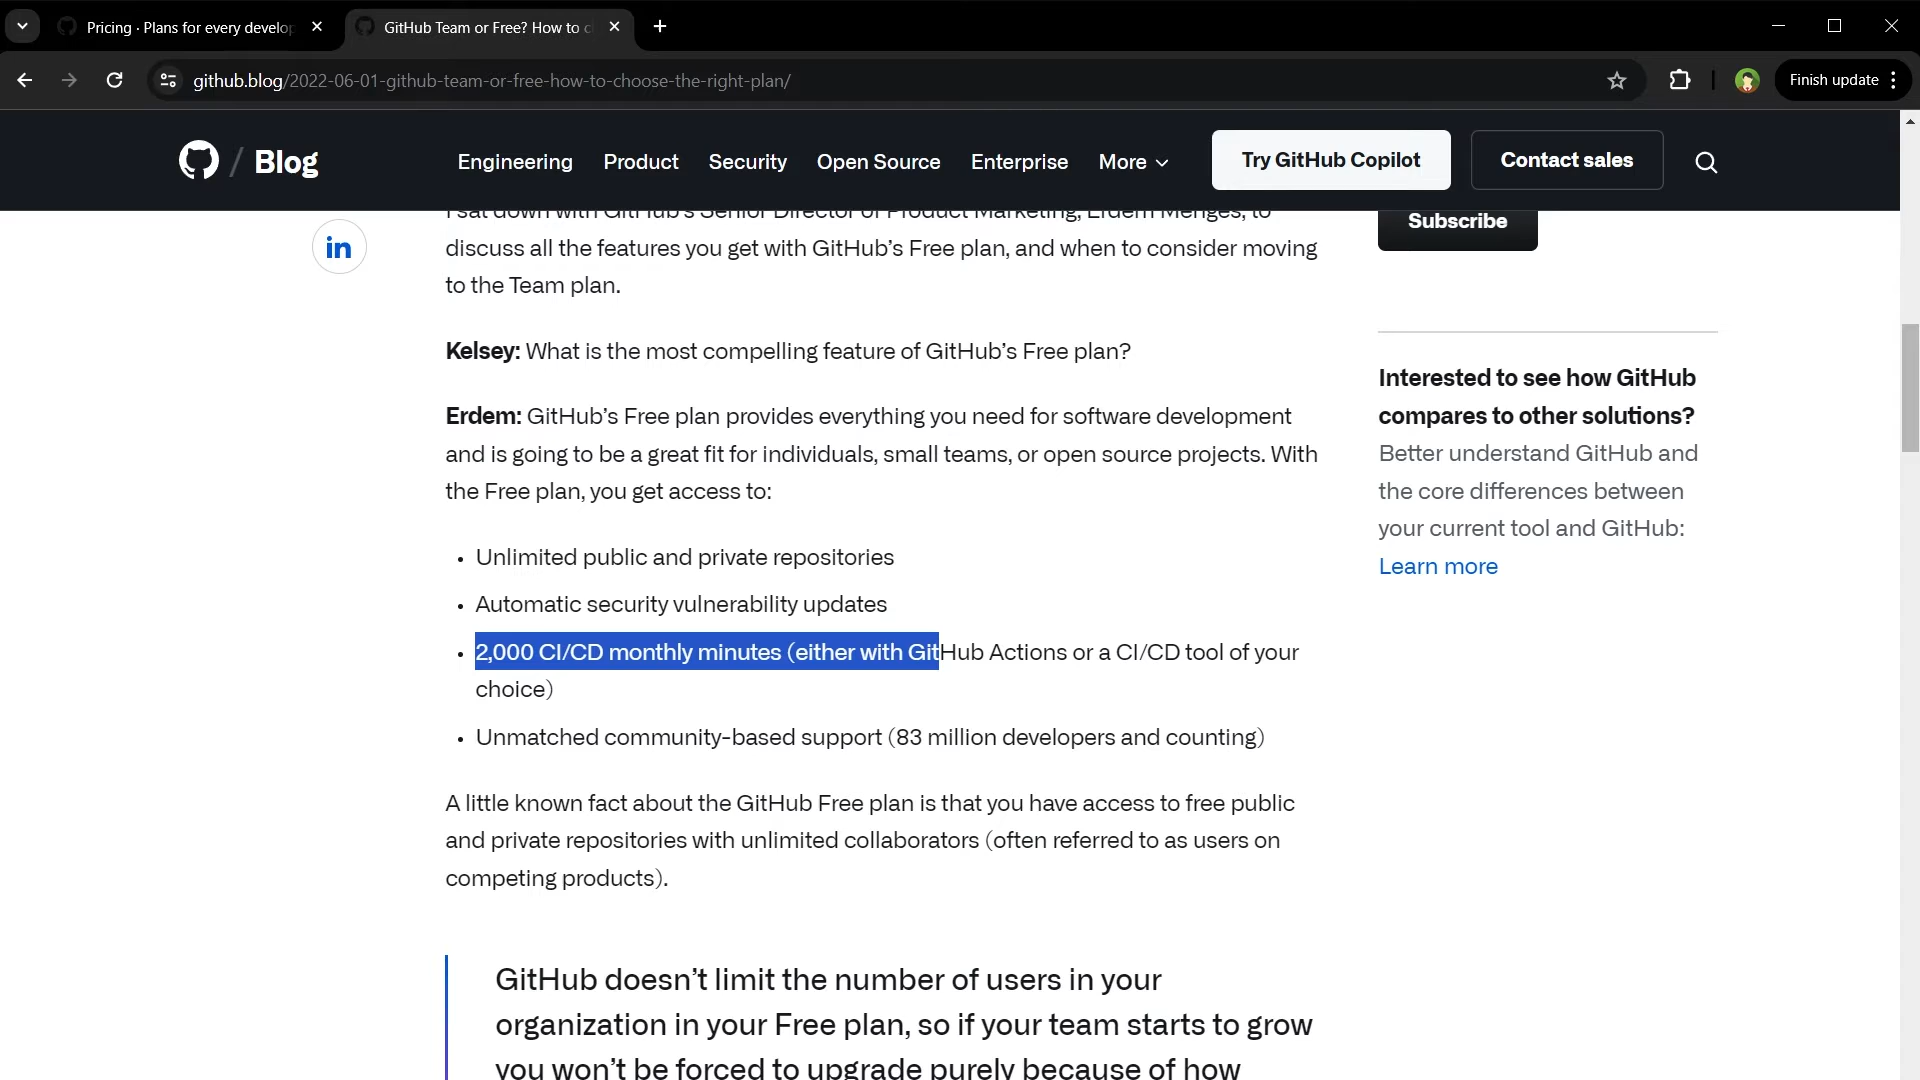 Pricing · Plans for every develop
GitHub Team or Free? How to c
github.blog/2022-06-01-github-team-or-free-how-to-choose-the-right-plan/
Finish update
/ Blog
Engineering
Product
Security
Open Source
Enterprise
More
Try GitHub Copilot
Contact sales
I sat down with GitHub's Senior Director of Product Marketing, Erdem Menges, to
discuss all the features you get with GitHub's Free plan, and when to consider moving
to the Team plan.
Kelsey: What is the most compelling feature of GitHub's Free plan?
Erdem: GitHub's Free plan provides everything you need for software development
and is going to be a great fit for individuals, small teams, or open source projects. With
the Free plan, you get access to:
• Unlimited public and private repositories
• Automatic security vulnerability updates
• 2,000 CI/CD monthly minutes (either with GitHub Actions or a CI/CD tool of your
choice)
• Unmatched community-based support (83 million developers and counting)
A little known fact about the GitHub Free plan is that you have access to free public
and private repositories with unlimited collaborators (often referred to as users on
competing products).
GitHub doesn't limit the number of users in your
organization in your Free plan, so if your team starts to grow
you won't be forced to upgrade purely because of how
Subscribe
Interested to see how GitHub
compares to other solutions?
Better understand GitHub and
the core differences between
your current tool and GitHub:
Learn more